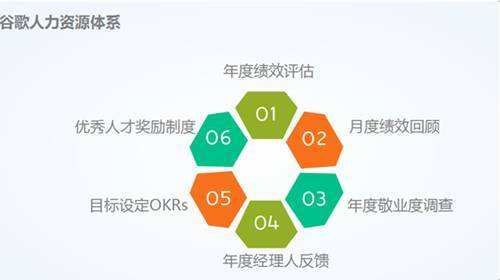 谷歌人力资源体系
年度绩效评估
01
优秀人才奖励制度
06
02
月度绩效回顾
目标设定OKRs
05
03
年度敬业度调查
04
年度经理人反馈